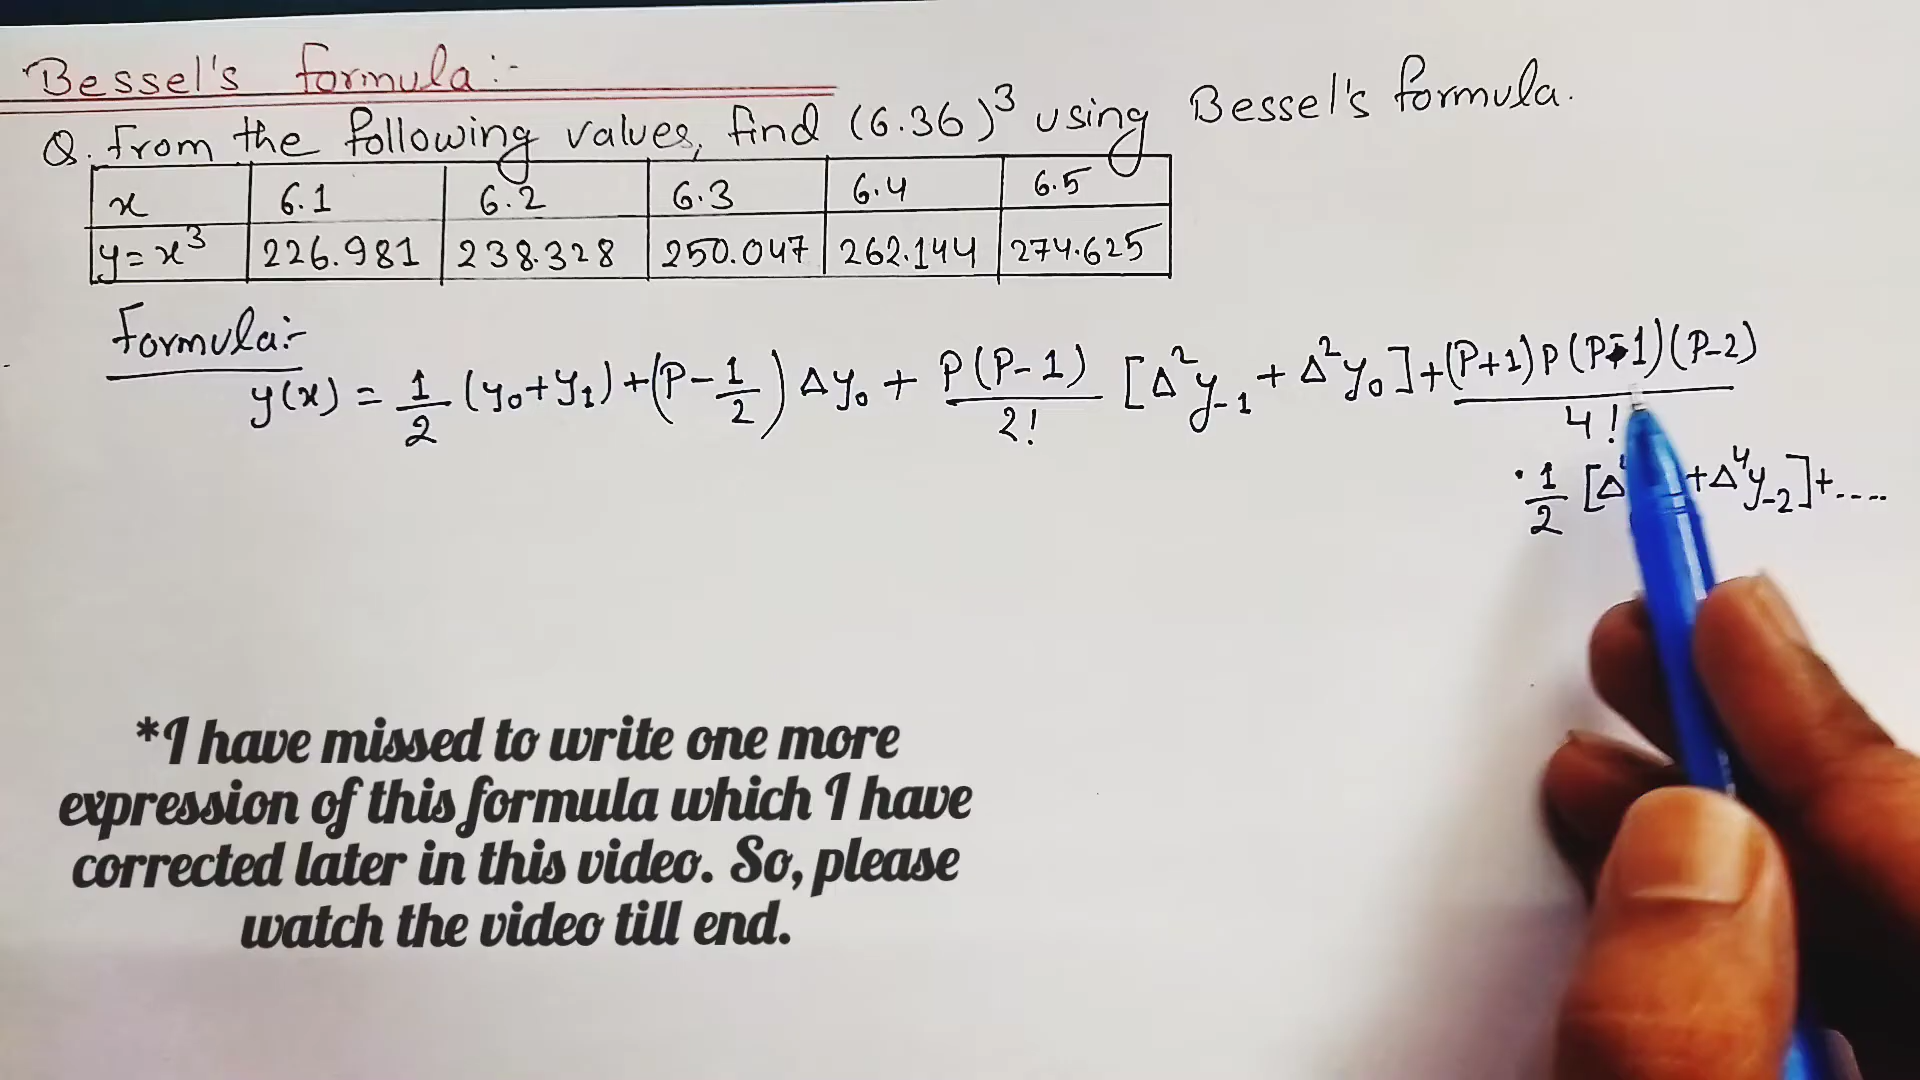 Bessel's formula:-
Q. From the following values, find (6.36)³ using Bessel's formula.
x 6.1 6.2 6.3 6.4 6.5
y=x³ 226.981 238.328 250.047 262.144 274.625
Formula:-
y(x) = 1/2 (y₀+y₁) + (P-1/2) Δy₀ + P(P-1)/2! [Δ²y₋₁ + Δ²y₀] + (P+1)P(P-1)(P-2)/4!
· 1/2 [Δ +Δ⁴y₋₂]+....
*I have missed to write one more
expression of this formula which I have
corrected later in this video. So, please
watch the video till end.